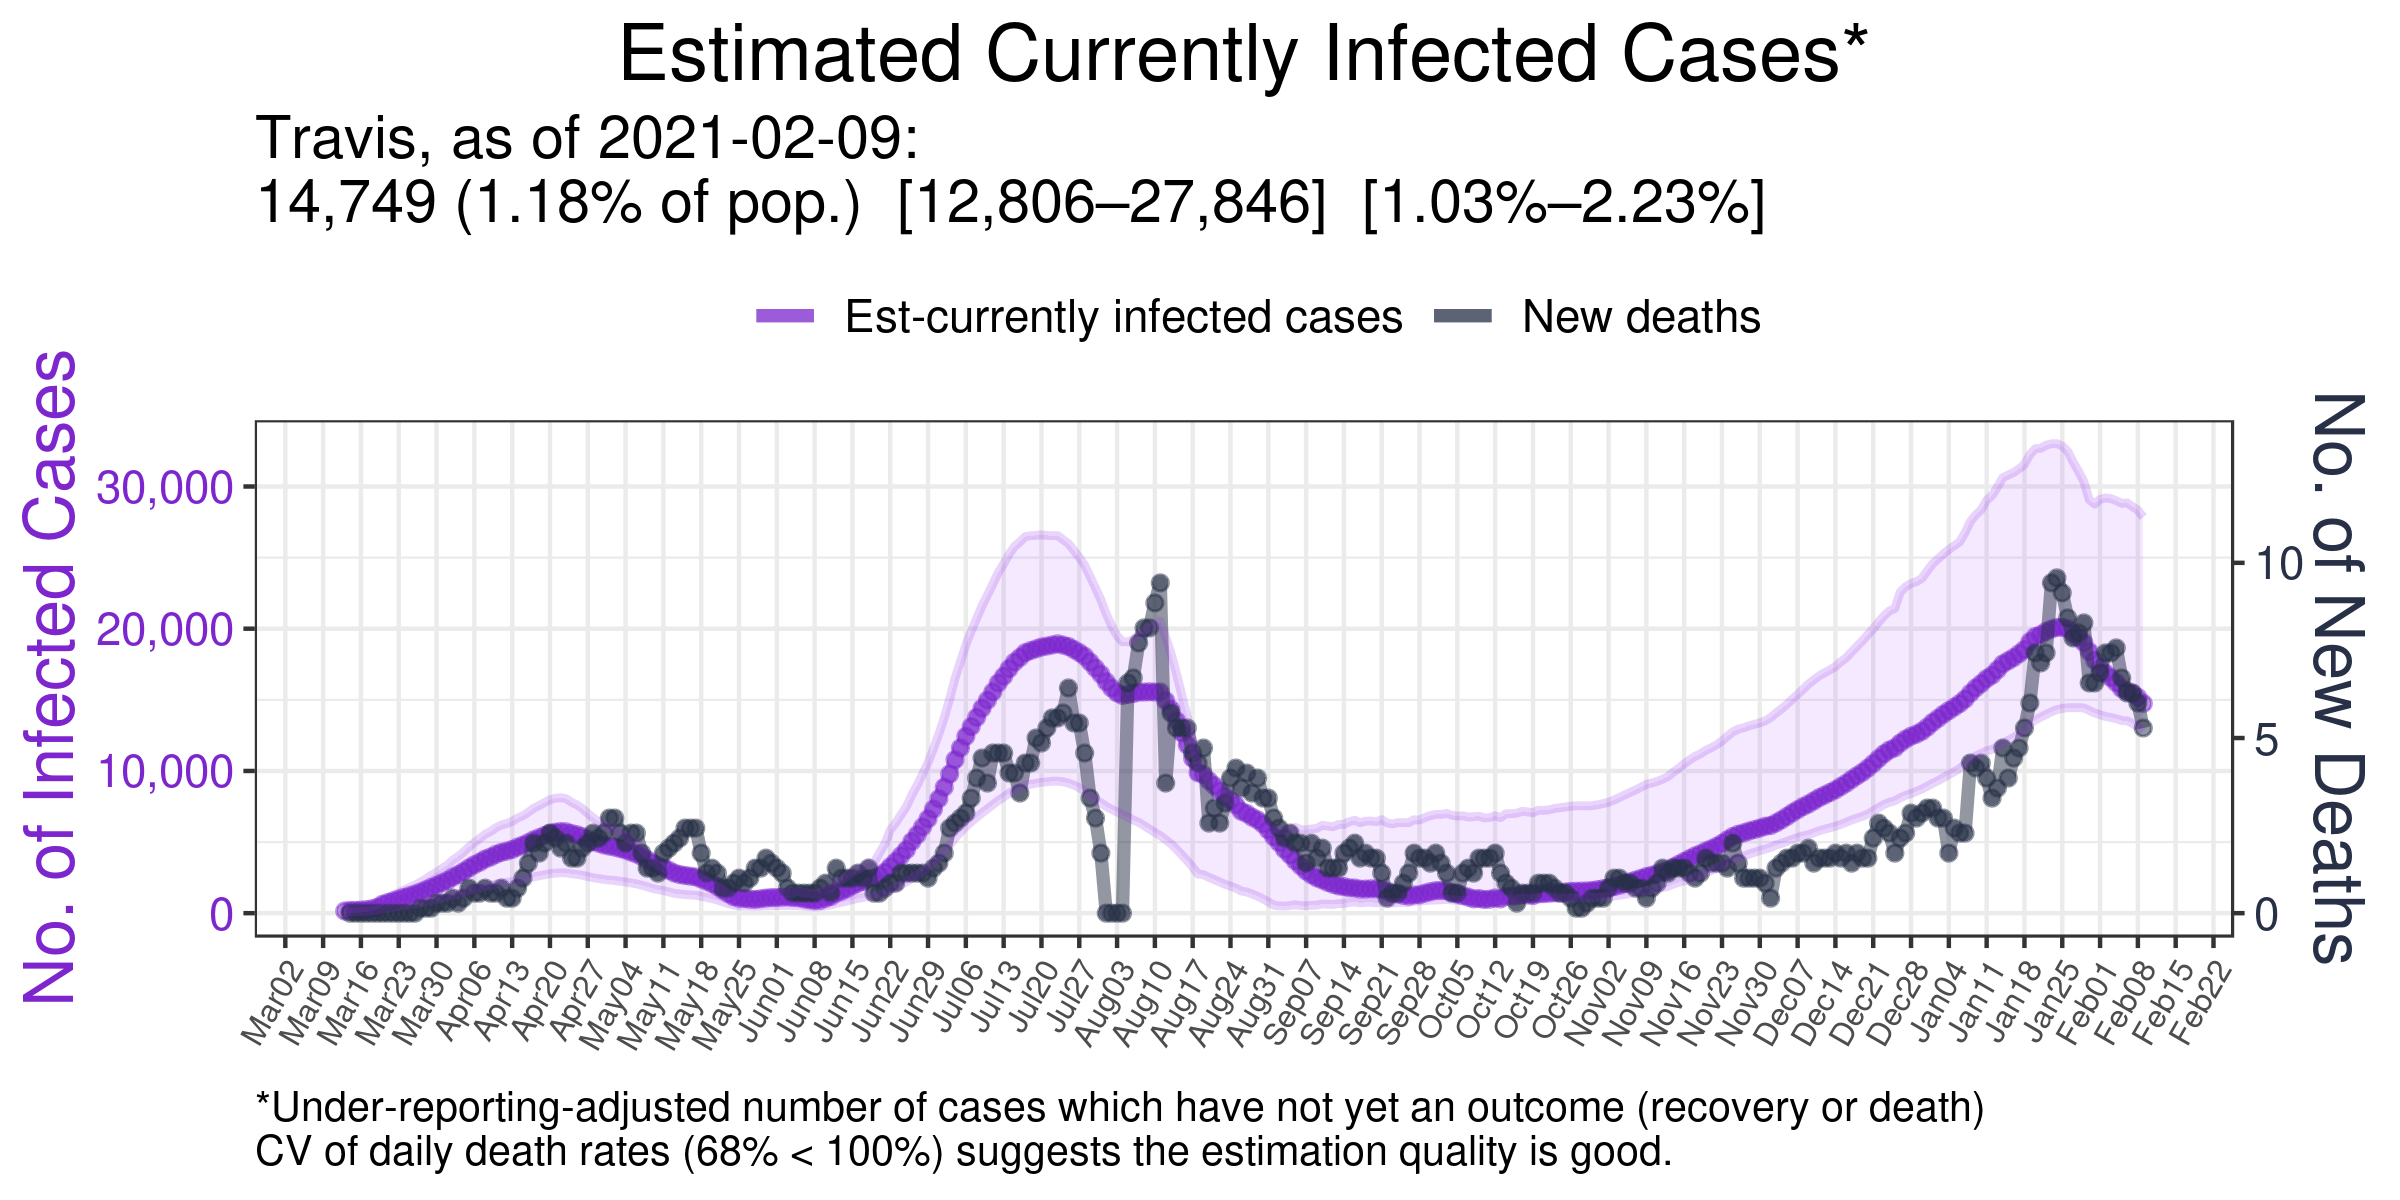 Estimated Currently Infected Cases*
Travis, as of 2021-02-09:
14,749 (1.18% of pop.)  [12,806–27,846]  [1.03%–2.23%]
Est-currently infected cases
New deaths
No. of Infected Cases
30,000
20,000
10,000
0
10
5
0
No. of New Deaths
Mar02
Mar09
Mar16
Mar23
Mar30
Apr06
Apr13
Apr20
Apr27
May04
May11
May18
May25
Jun01
Jun08
Jun15
Jun22
Jun29
Jul06
Jul13
Jul20
Jul27
Aug03
Aug10
Aug17
Aug24
Aug31
Sep07
Sep14
Sep21
Sep28
Oct05
Oct12
Oct19
Oct26
Nov02
Nov09
Nov16
Nov23
Nov30
Dec07
Dec14
Dec21
Dec28
Jan04
Jan11
Jan18
Jan25
Feb01
Feb08
Feb15
Feb22
*Under-reporting-adjusted number of cases which have not yet an outcome (recovery or death)
CV of daily death rates (68% < 100%) suggests the estimation quality is good.